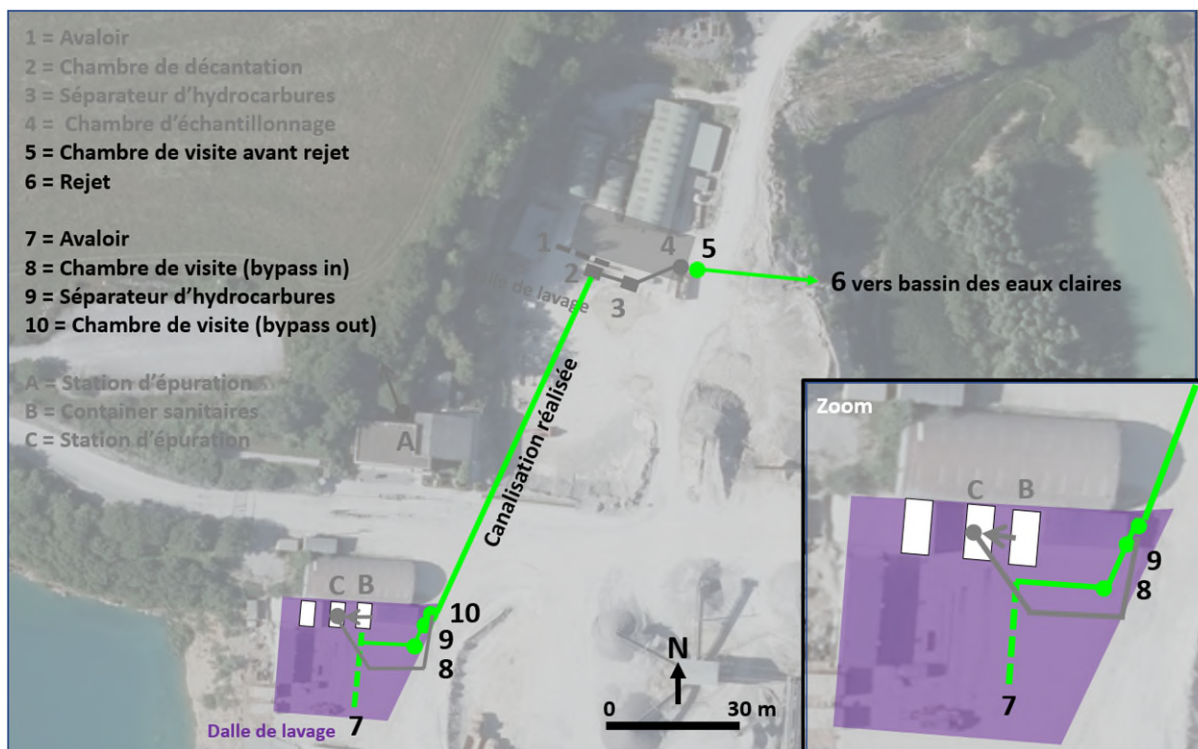 1 = Avaloir
2 = Chambre de décantation
3 = Séparateur d'hydrocarbures
4 = Chambre d'échantillonnage
5 = Chambre de visite avant rejet
6 = Rejet
7 = Avaloir
8 = Chambre de visite (bypass in)
9 = Séparateur d'hydrocarbures
10 = Chambre de visite (bypass out)
A = Station d'épuration
B = Container sanitaires
C = Station d'épuration
1
2
3
4
5
6 vers bassin des eaux claires
Dalle de lavage
Canalisation réalisée
A
C B
10
9
8
7
Dalle de lavage
N
0 30 m
Zoom
C B
9
8
7